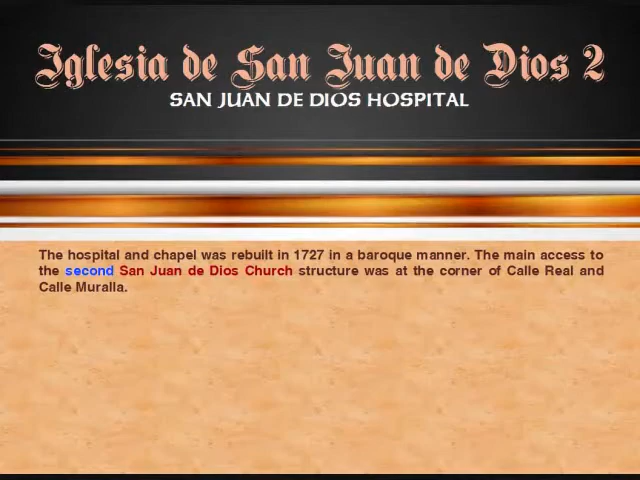 Iglesia de San Juan de Dios 2
SAN JUAN DE DIOS HOSPITAL
The hospital and chapel was rebuilt in 1727 in a baroque manner. The main access to
the second San Juan de Dios Church structure was at the corner of Calle Real and
Calle Muralla.